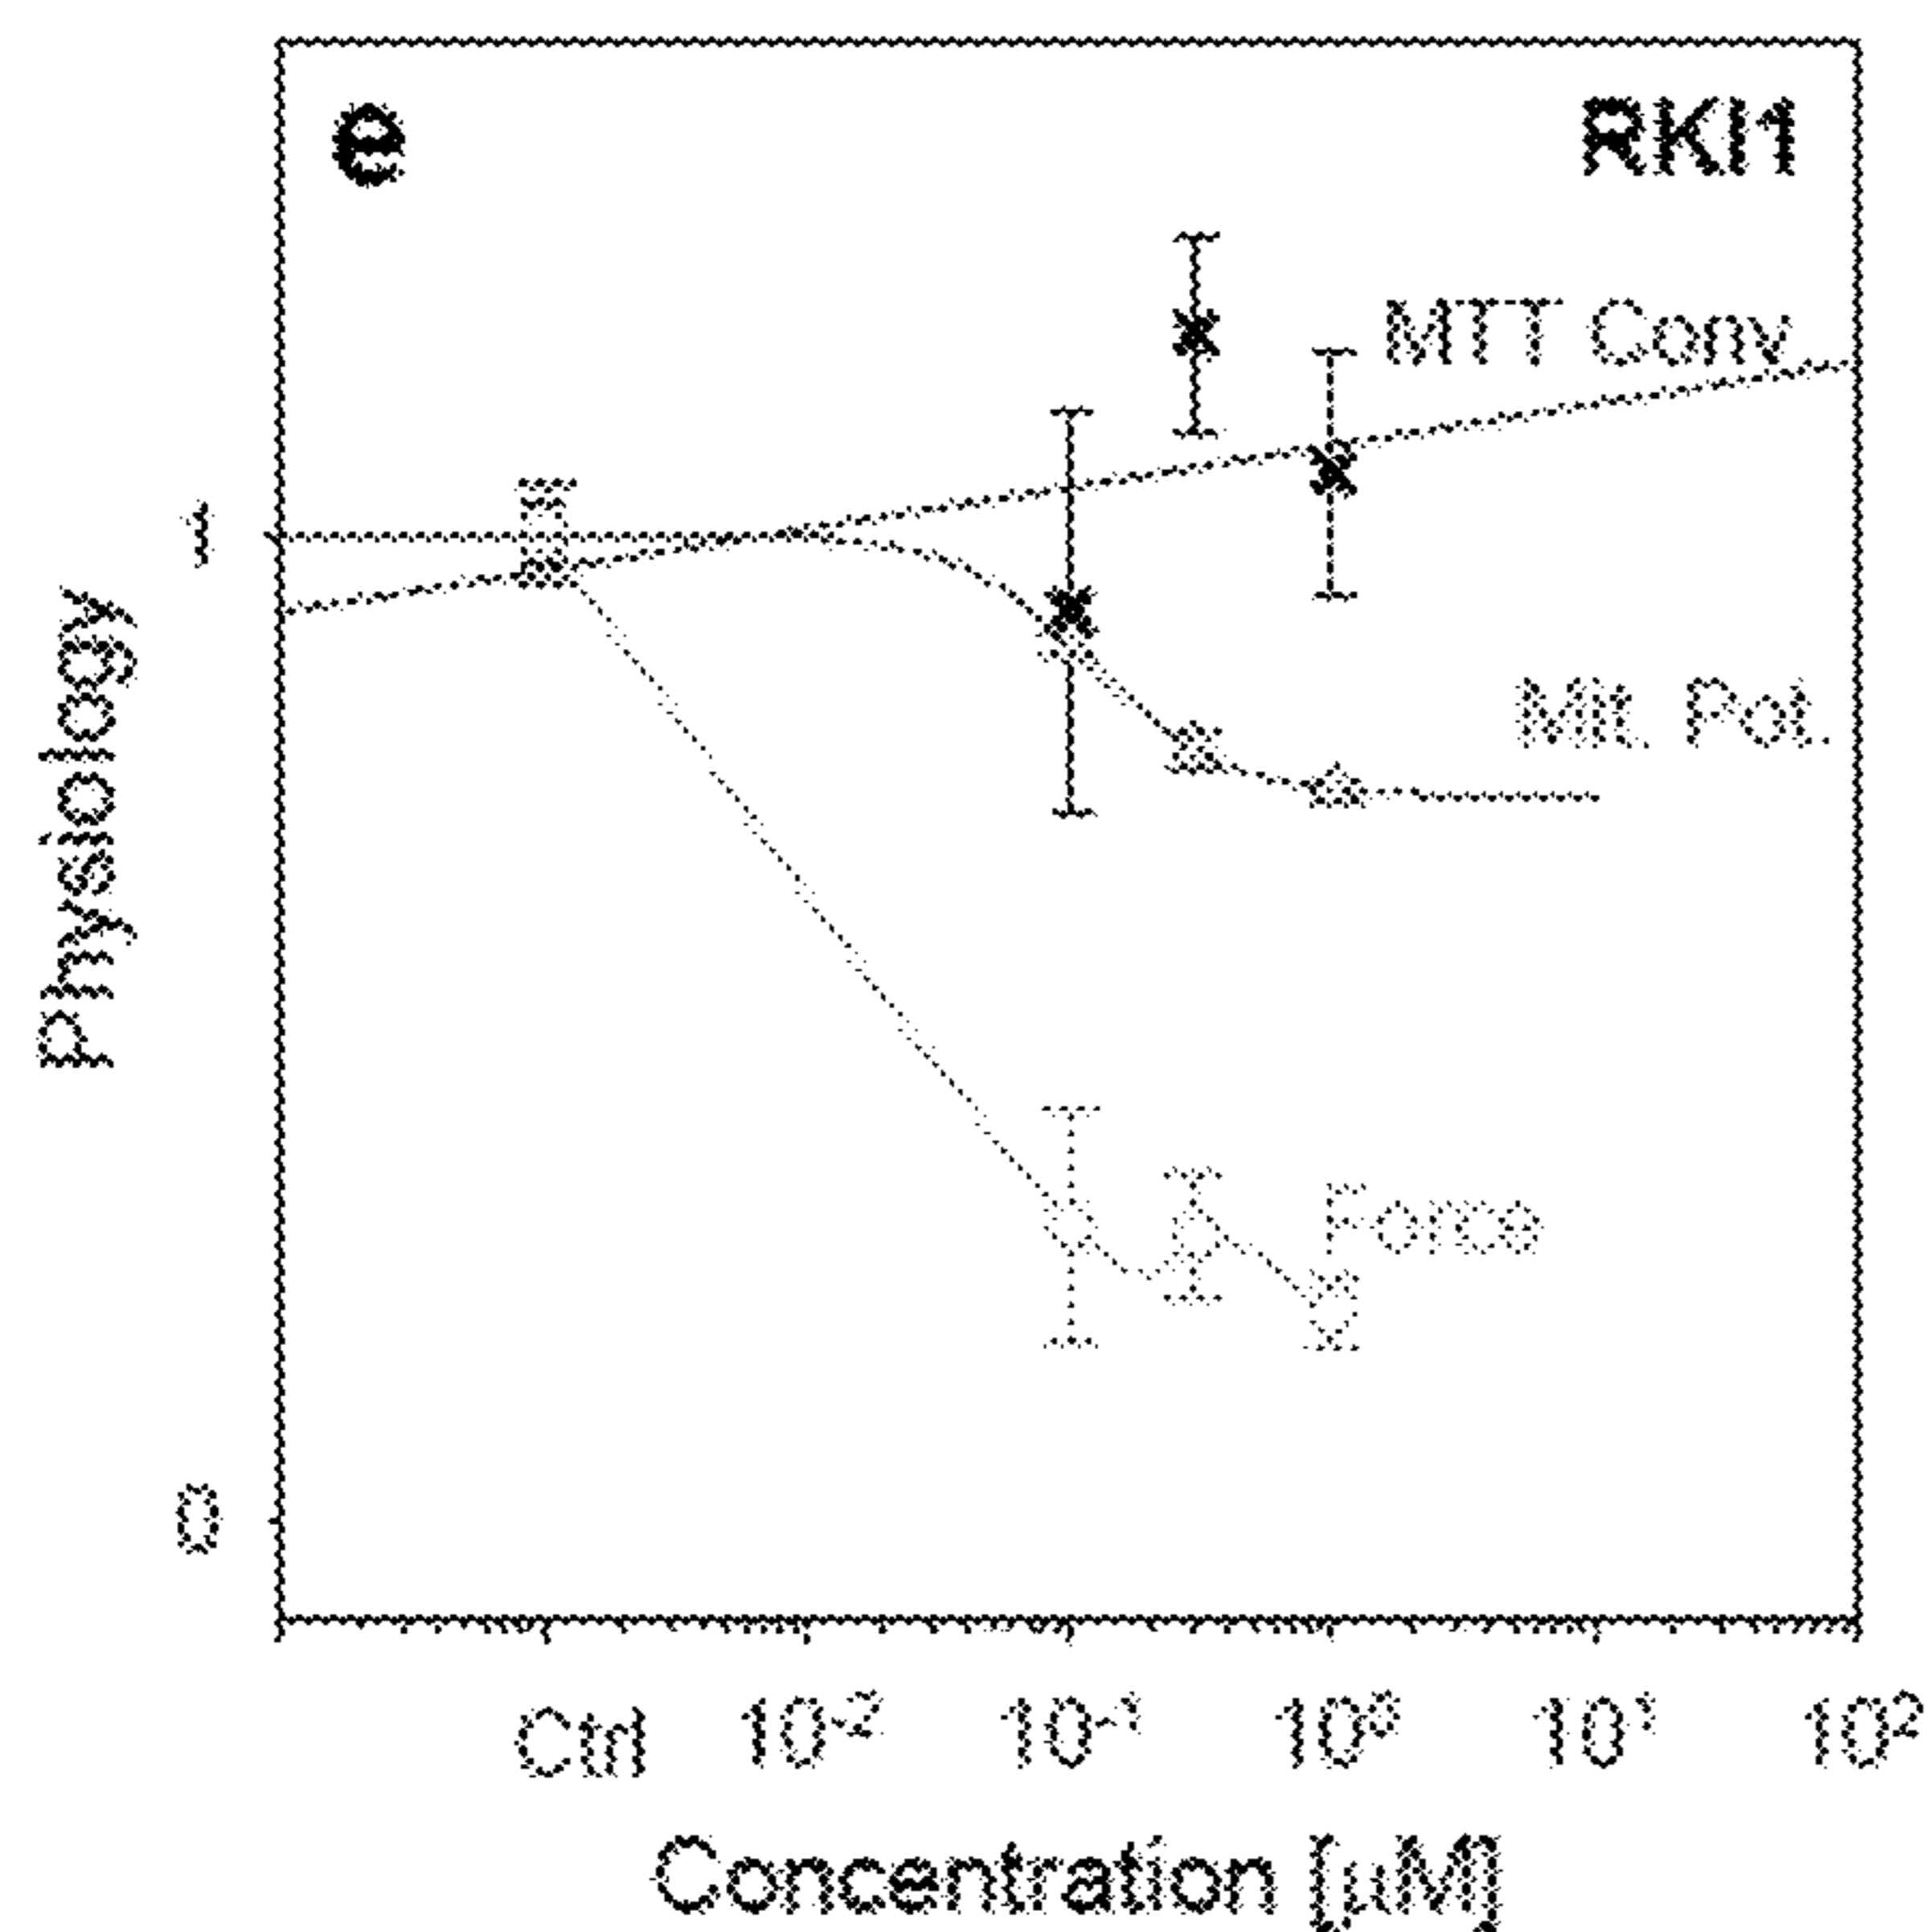 e
RKI1
MTT Conv.
1
Mit. Pot.
Physiology
Force
0
Ctrl 10⁻² 10⁻¹ 10⁰ 10¹ 10²
Concentration [µM]